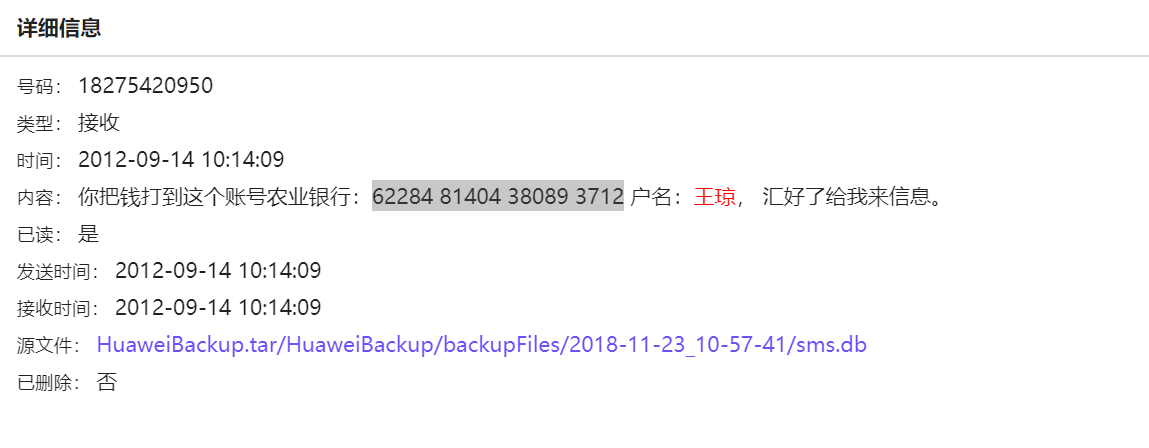 详细信息
号码： 18275420950
类型： 接收
时间： 2012-09-14 10:14:09
内容： 你把钱打到这个账号农业银行：62284 81404 38089 3712 户名：王琼， 汇好了给我来信息。
已读： 是
发送时间： 2012-09-14 10:14:09
接收时间： 2012-09-14 10:14:09
源文件： HuaweiBackup.tar/HuaweiBackup/backupFiles/2018-11-23_10-57-41/sms.db
已删除： 否